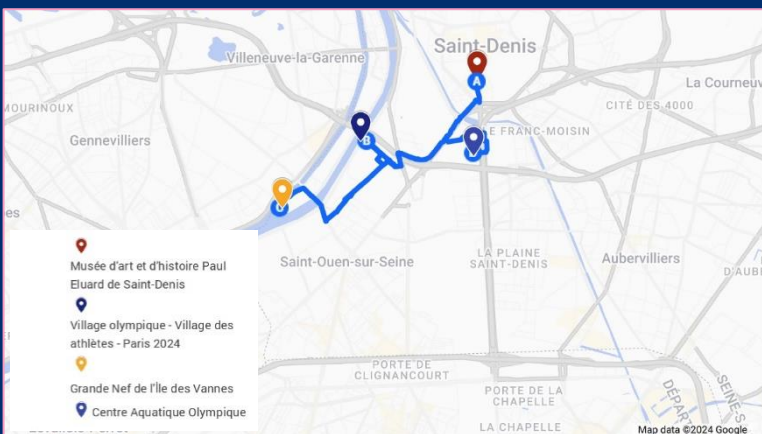 Saint-Denis
Villeneuve-la-Garenne
A
La Courneuv
MOURINOUX
CITÉ DES 4000
Gennevilliers
B
E FRANC-MOISIN
Saint-Ouen-sur-Seine
LA PLAINE
SAINT-DENIS
Aubervilliers
D'AUB
Musée d'art et d'histoire Paul
Eluard de Saint-Denis
Village olympique - Village des
athlètes - Paris 2024
Grande Nef de l'Île des Vannes
Centre Aquatique Olympique
PORTE DE
CLIGNANCOURT
PORTE DE LA
CHAPELLE
LA CHAPELLE
DÉPART
SEINE-S
Map data ©2024 Google